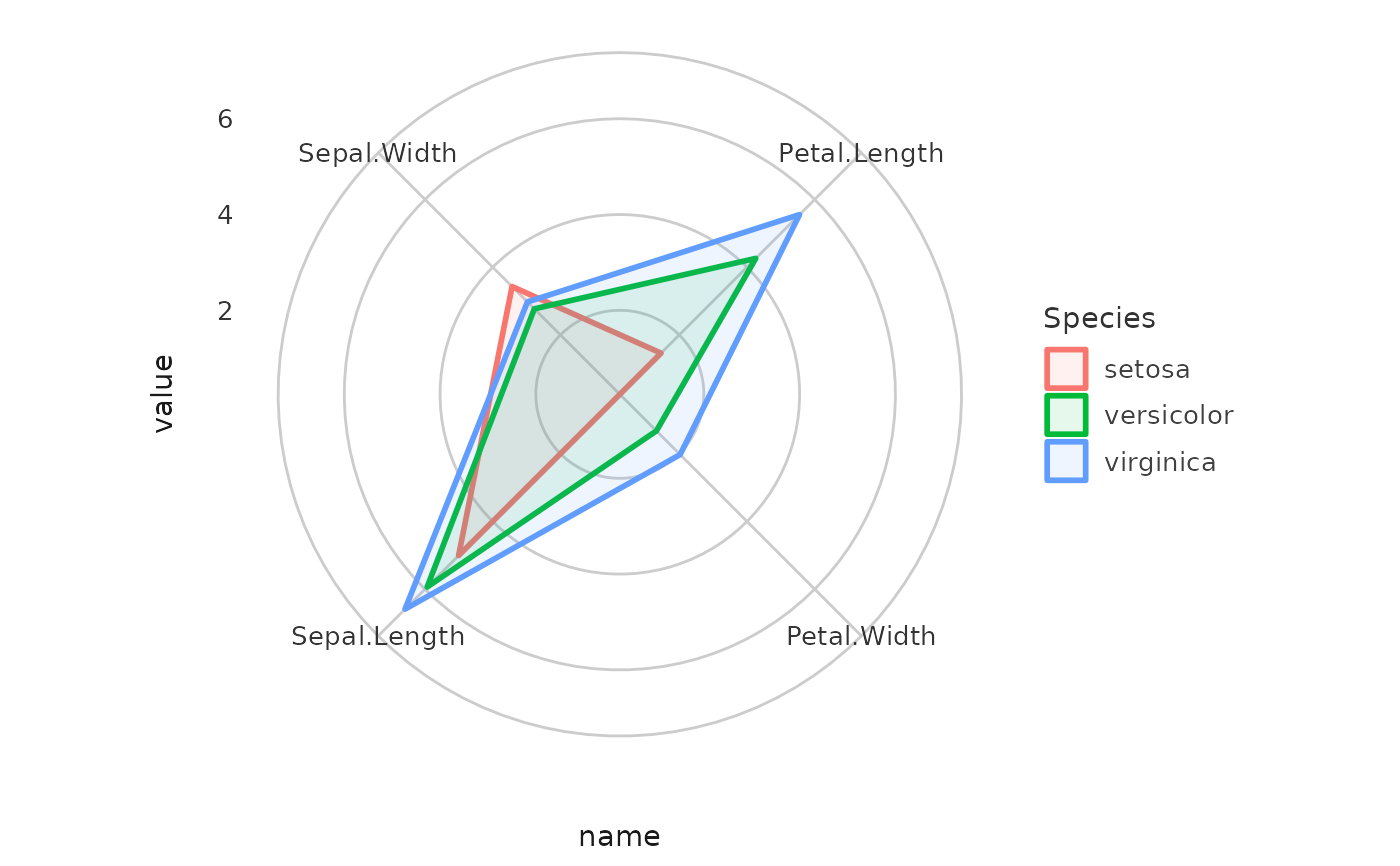 6
Sepal.Width
Petal.Length
4
2
value
Species
setosa
versicolor
virginica
Sepal.Length
Petal.Width
name